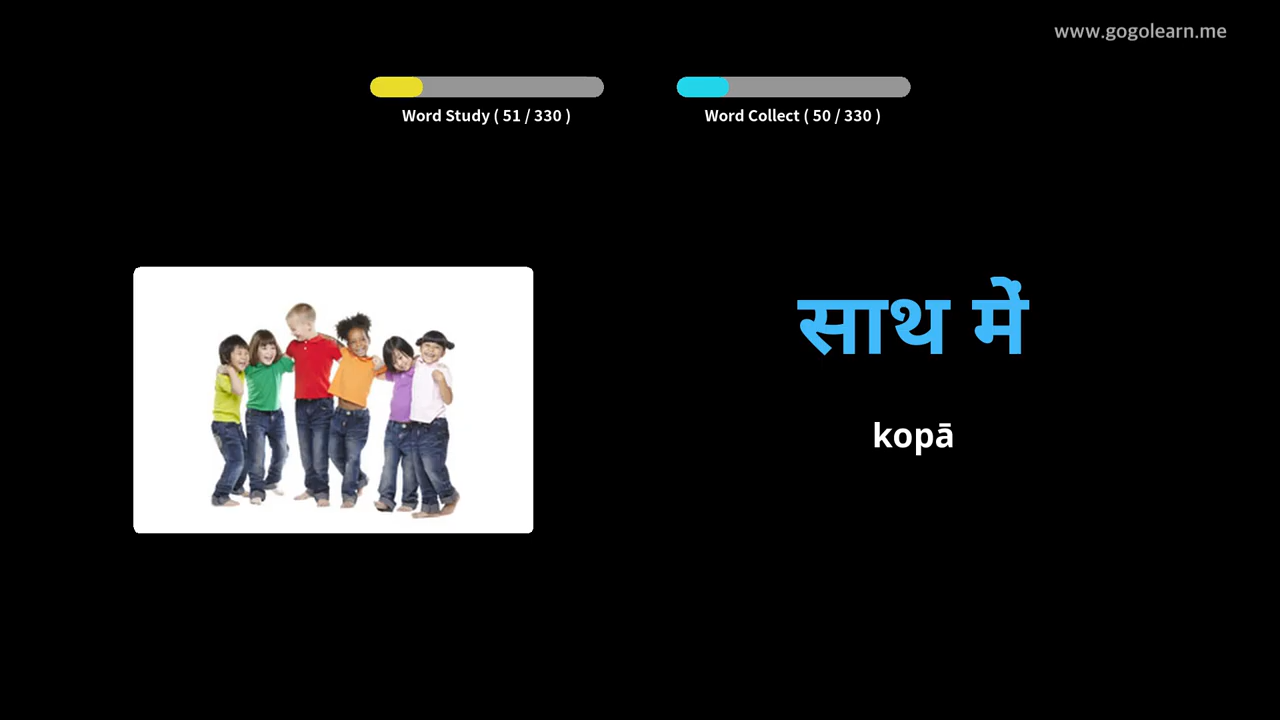 www.gogolearn.me
Word Study ( 51 / 330 )
Word Collect ( 50 / 330 )
साथ में
kopā